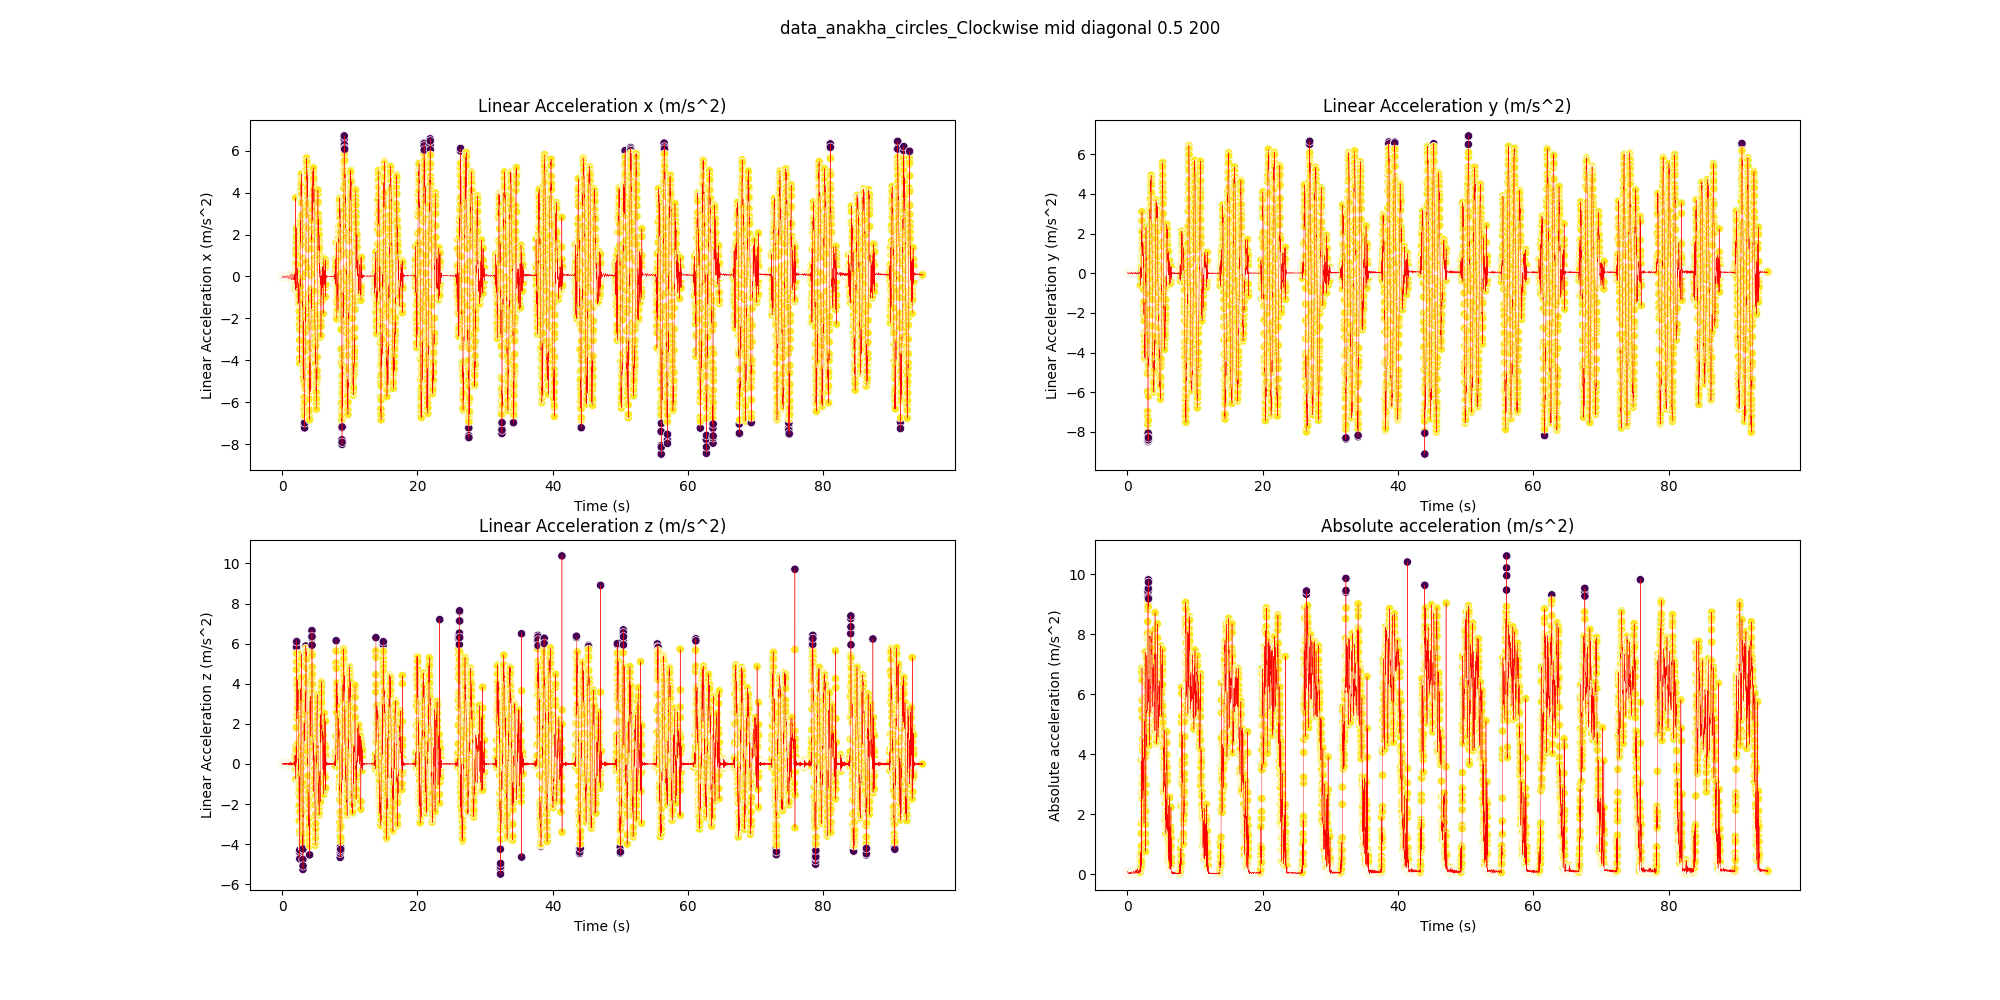 data_anakha_circles_Clockwise mid diagonal 0.5 200
Linear Acceleration x (m/s^2)
Linear Acceleration x (m/s^2)
6
4
2
0
−2
−4
−6
−8
0 20 40 60 80
Time (s)
Linear Acceleration y (m/s^2)
Linear Acceleration y (m/s^2)
6
4
2
0
−2
−4
−6
−8
0 20 40 60 80
Time (s)
Linear Acceleration z (m/s^2)
Linear Acceleration z (m/s^2)
10
8
6
4
2
0
−2
−4
−6
0 20 40 60 80
Time (s)
Absolute acceleration (m/s^2)
Absolute acceleration (m/s^2)
10
8
6
4
2
0
0 20 40 60 80
Time (s)